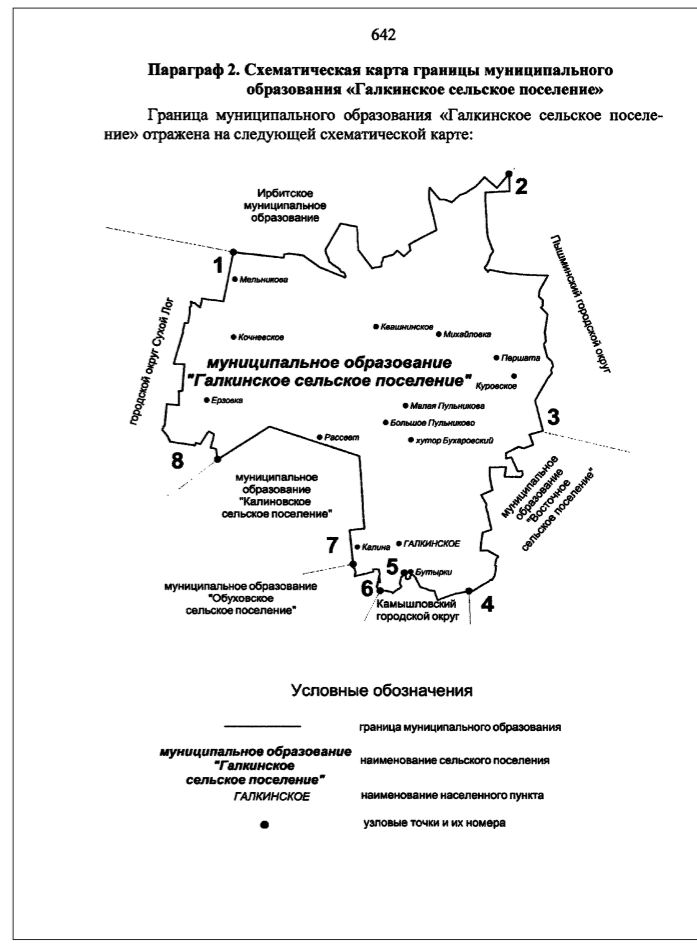 642
Параграф 2. Схематическая карта границы муниципального
образования «Галкинское сельское поселение»
Граница муниципального образования «Галкинское сельское поселе-
ние» отражена на следующей схематической карте:
2
Ирбитское
муниципальное
образование
1
Мельникова
Пышминский городской округ
городской округ Сухой Лог
Квашнинское
Михайловка
Кочневское
Першата
муниципальное образование
"Галкинское сельское поселение"
Куровское
Ерзовка
Малая Пульникова
Большое Пульниково
3
Рассвет
хутор Бухаровский
8
муниципальное
образование
"Калиновское
сельское поселение"
муниципальное
образование
"Восточное
сельское поселение"
7
Калина
ГАЛКИНСКОЕ
5
Бутырки
муниципальное образование
"Обуховское
сельское поселение"
6
Камышловский
городской округ
4
Условные обозначения
граница муниципального образования
муниципальное образование
"Галкинское
сельское поселение"
наименование сельского поселения
ГАЛКИНСКОЕ
наименование населенного пункта
узловые точки и их номера